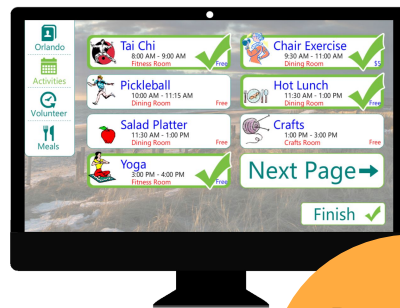 Orlando
Activities
Volunteer
Meals
Tai Chi
8:00 AM - 9:00 AM
Fitness Room
Free
Chair Exercise
9:30 AM - 11:00 AM
Dining Room
$5
Pickleball
10:00 AM - 11:15 AM
Dining Room
Free
Hot Lunch
11:30 AM - 1:00 PM
Dining Room
Free
Salad Platter
11:30 AM - 1:00 PM
Dining Room
Free
Crafts
1:00 PM - 3:00 PM
Crafts Room
Free
Yoga
3:00 PM - 4:00 PM
Fitness Room
Free
Next Page
Finish